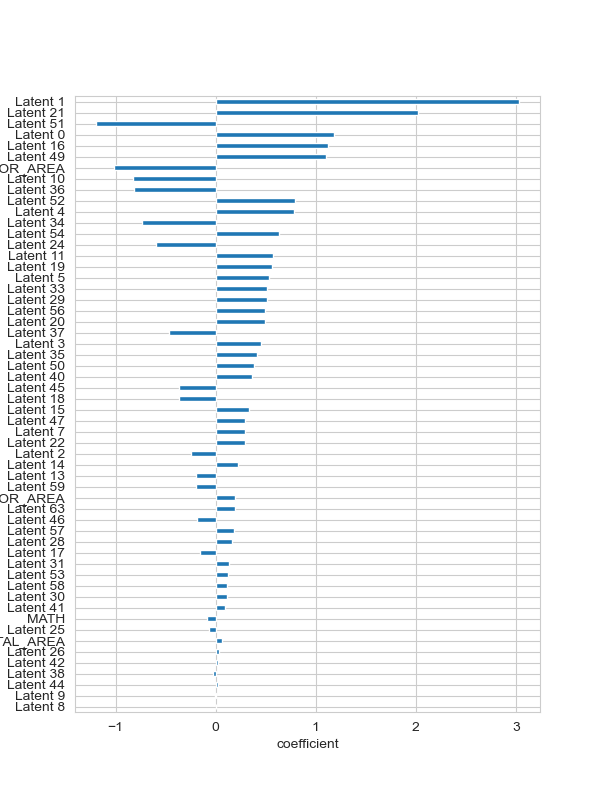 Latent 1
Latent 21
Latent 51
Latent 0
Latent 16
Latent 49
OR_AREA
Latent 10
Latent 36
Latent 52
Latent 4
Latent 34
Latent 54
Latent 24
Latent 11
Latent 19
Latent 5
Latent 33
Latent 29
Latent 56
Latent 20
Latent 37
Latent 3
Latent 35
Latent 50
Latent 40
Latent 45
Latent 18
Latent 15
Latent 47
Latent 7
Latent 22
Latent 2
Latent 14
Latent 13
Latent 59
OR_AREA
Latent 63
Latent 46
Latent 57
Latent 28
Latent 17
Latent 31
Latent 53
Latent 58
Latent 30
Latent 41
MATH
Latent 25
TAL_AREA
Latent 26
Latent 42
Latent 38
Latent 44
Latent 9
Latent 8
−1 0 1 2 3
coefficient